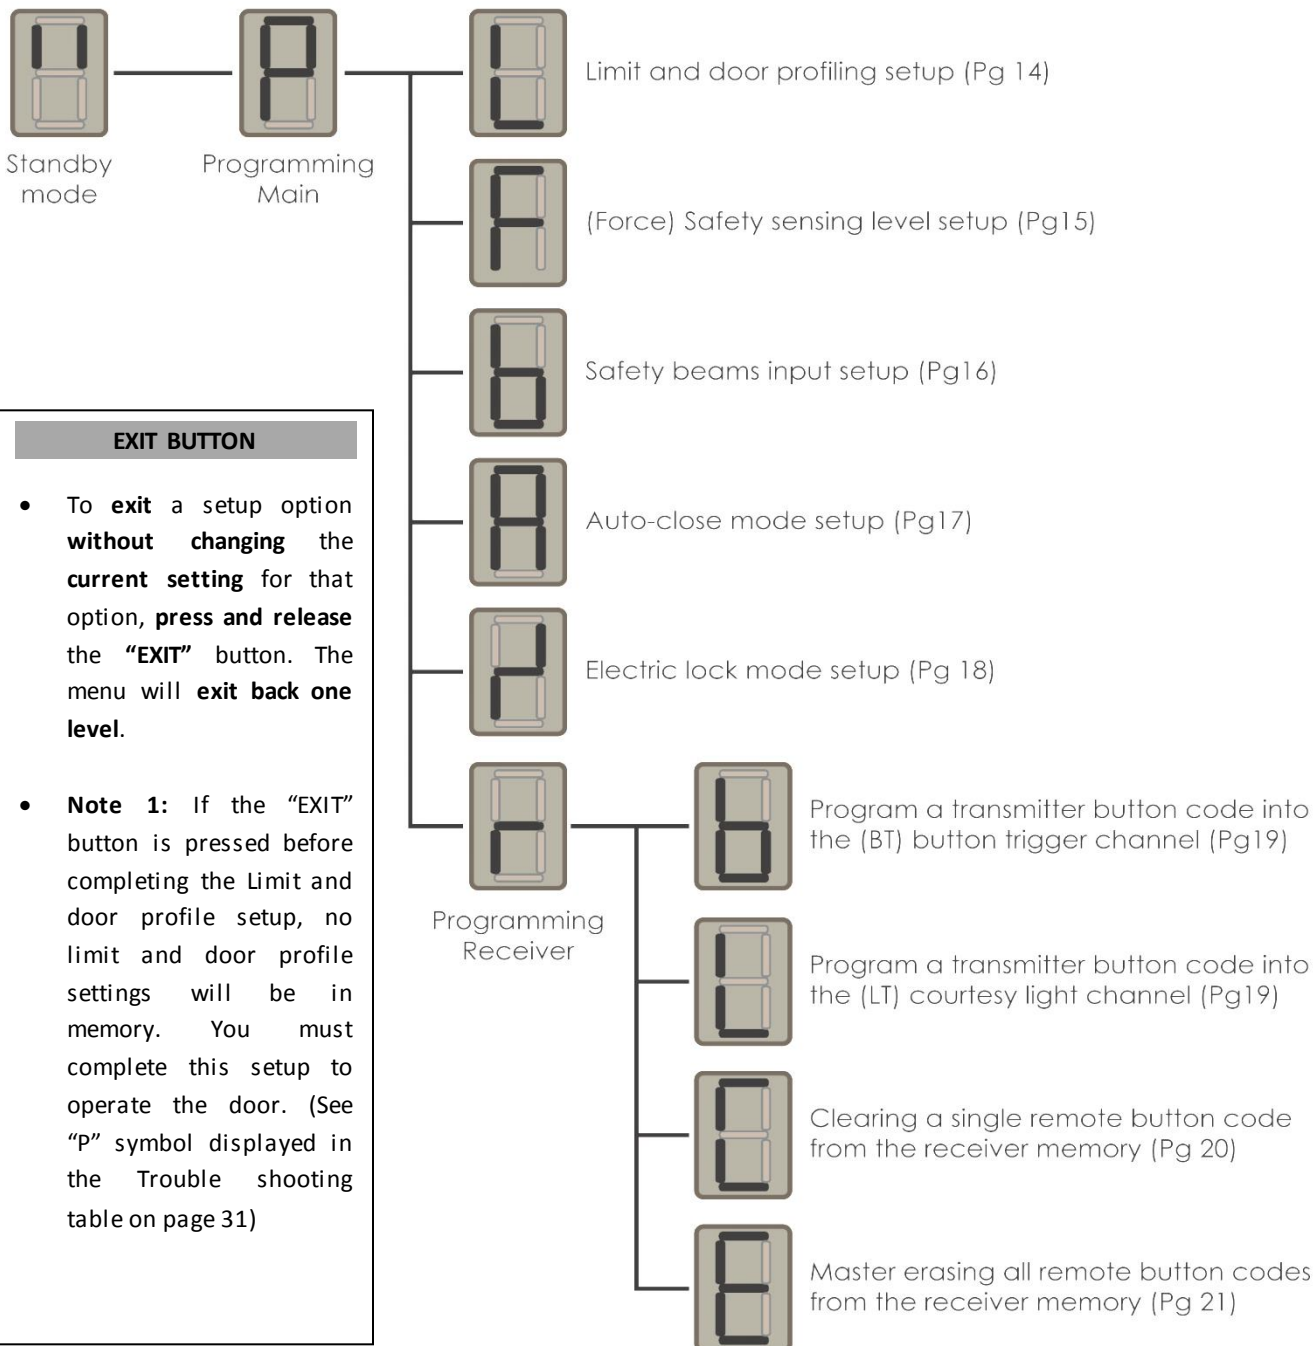 Standby
mode
Programming
Main
Limit and door profiling setup (Pg 14)
(Force) Safety sensing level setup (Pg15)
Safety beams input setup (Pg16)
Auto-close mode setup (Pg17)
Electric lock mode setup (Pg 18)
Programming
Receiver
Program a transmitter button code into
the (BT) button trigger channel (Pg19)
Program a transmitter button code into
the (LT) courtesy light channel (Pg19)
Clearing a single remote button code
from the receiver memory (Pg 20)
Master erasing all remote button codes
from the receiver memory (Pg 21)
EXIT BUTTON
• To exit a setup option
without changing the
current setting for that
option, press and release
the “EXIT” button. The
menu will exit back one
level.
• Note 1: If the “EXIT”
button is pressed before
completing the Limit and
door profile setup, no
limit and door profile
settings will be in
memory. You must
complete this setup to
operate the door. (See
“P” symbol displayed in
the Trouble shooting
table on page 31)